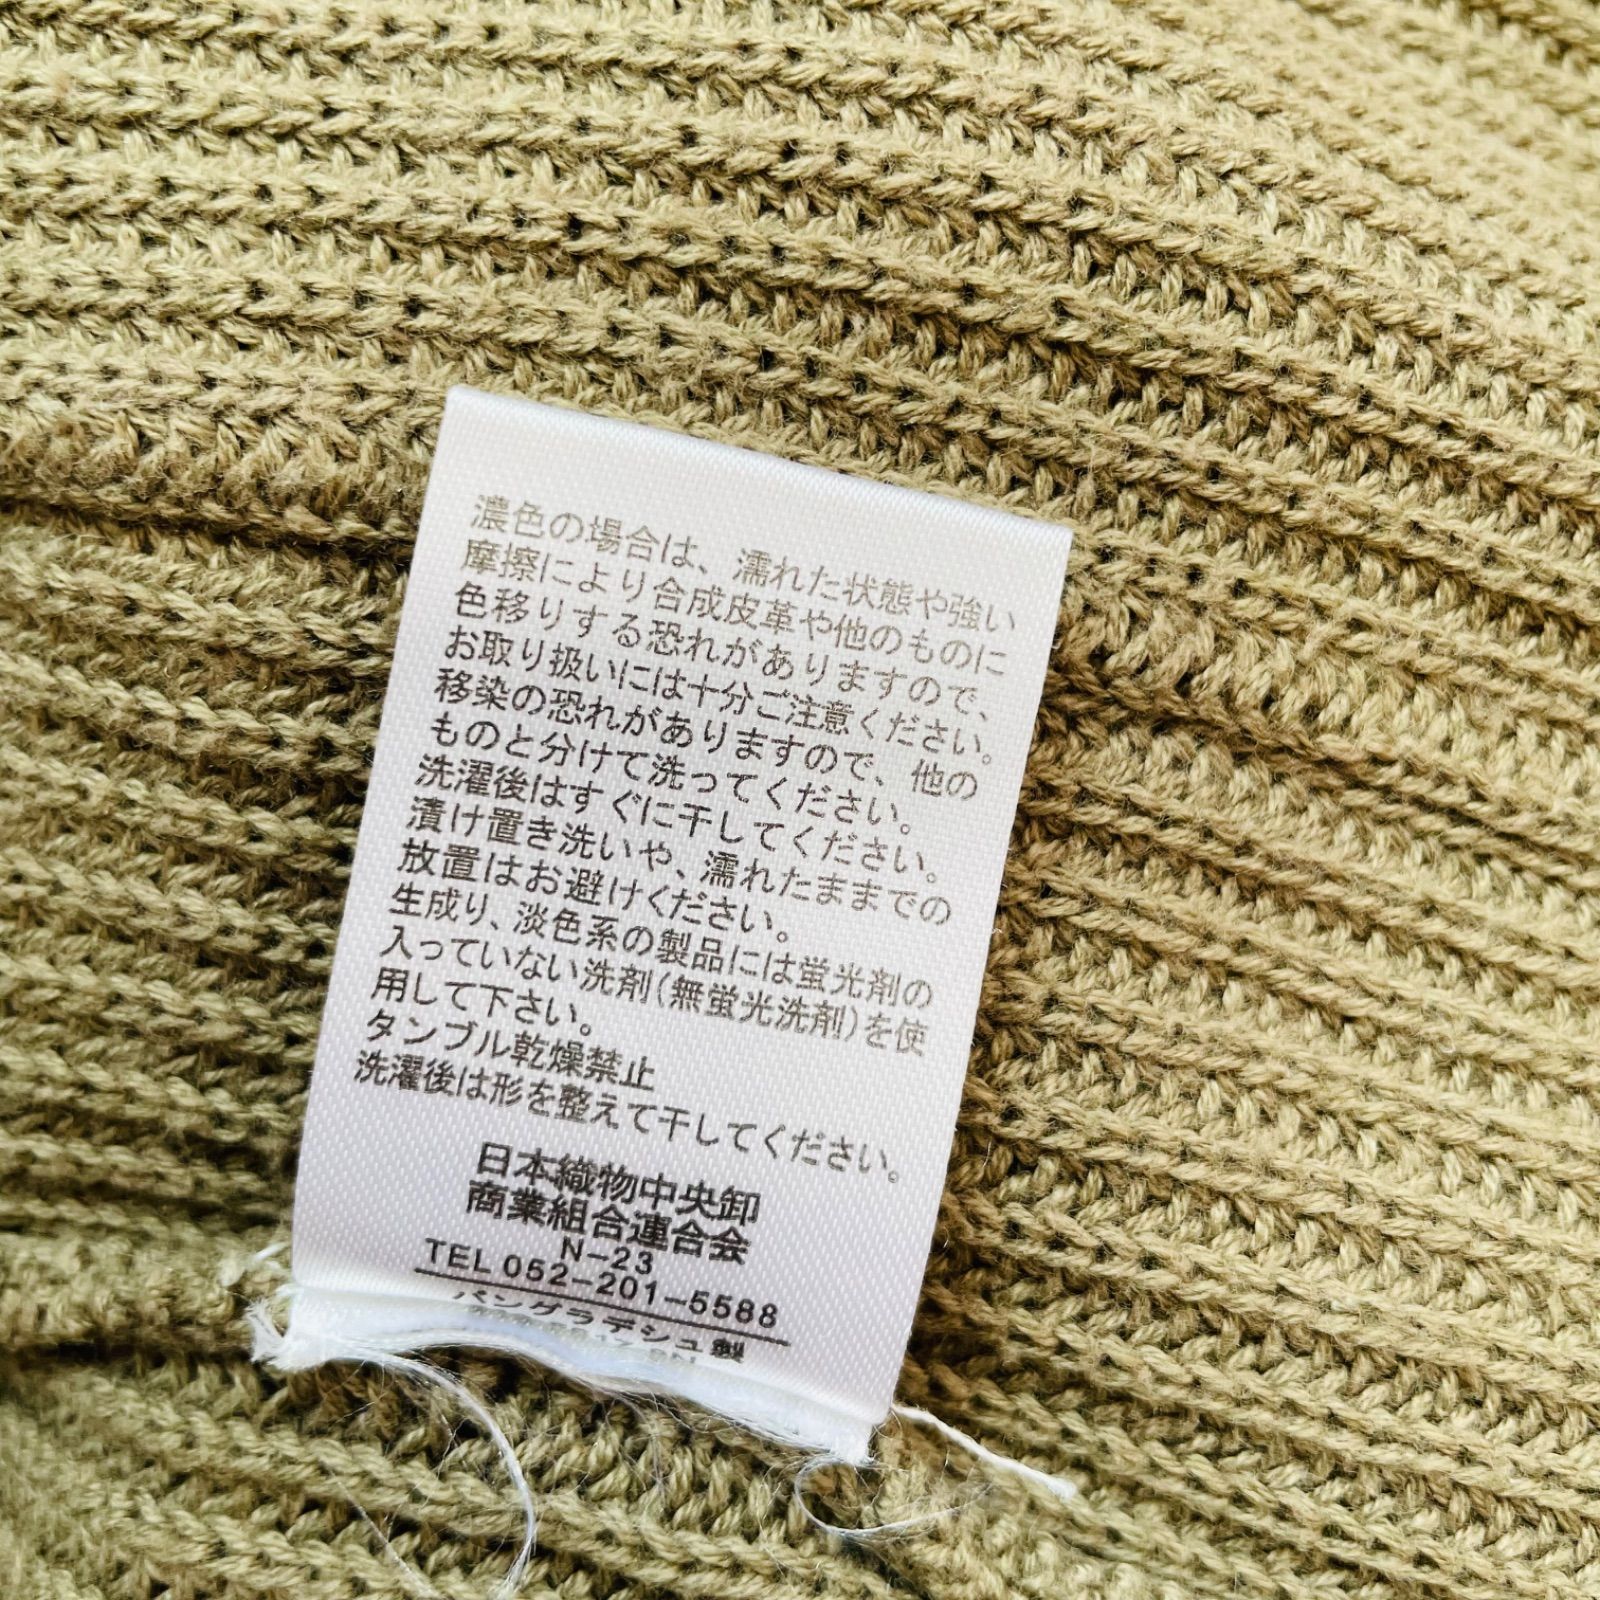 濃色の場合は、濡れた状態や強い
摩擦により合成皮革や他のものに
色移りする恐れがありますので、
お取り扱いには十分ご注意ください。
移染の恐れがありますので、他の
ものと分けて洗ってください。
洗濯後はすぐに干してください。
漬け置き洗いや、濡れたままでの
放置はお避けください。
生成り、淡色系の製品には蛍光剤の
入っていない洗剤(無蛍光洗剤)を使
用して下さい。
タンブル乾燥禁止
洗濯後は形を整えて干してください。
日本織物中央卸
商業組合連合会
N-23
TEL 052-201-5588
バングラデシュ製